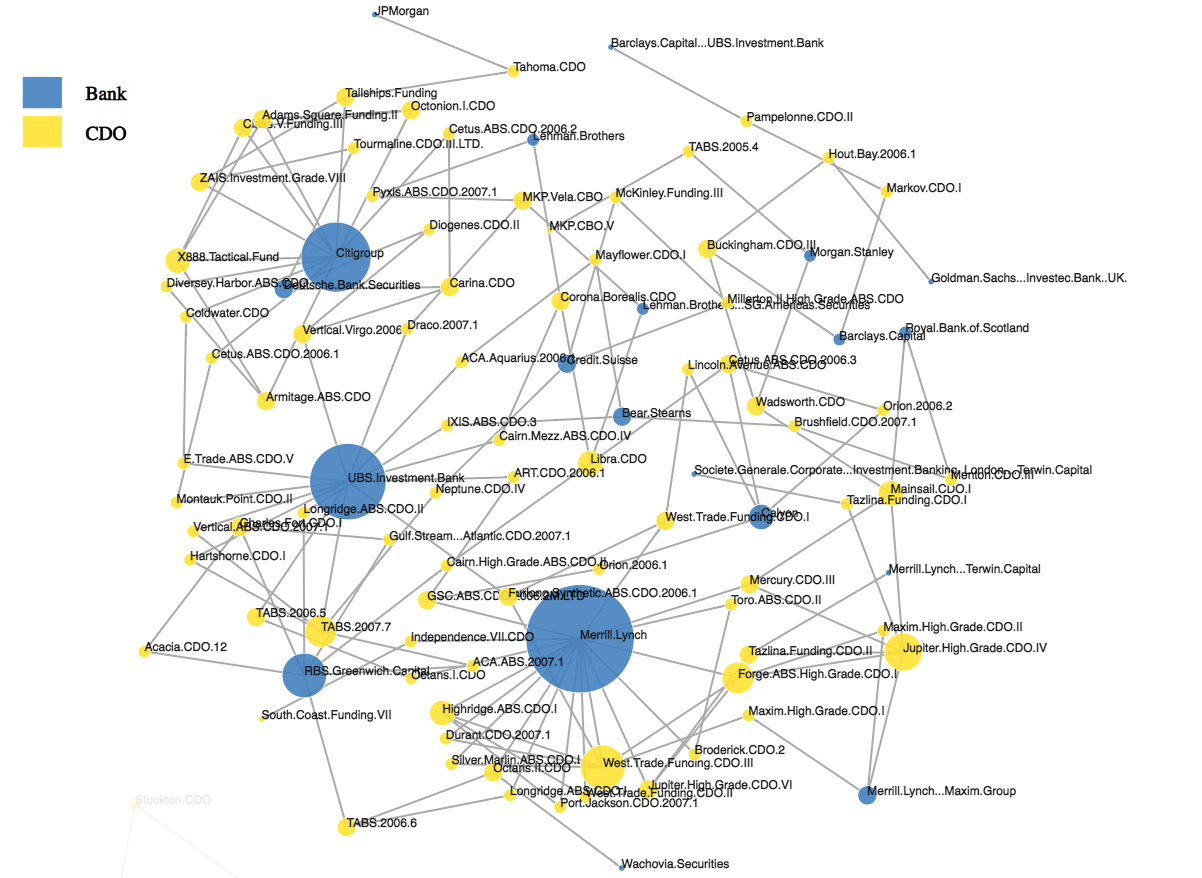 JPMorgan
Barclays.Capital...UBS.Investment.Bank
Tahoma.CDO
Bank
Tallships.Funding
Octonion.I.CDO
Adams.Square.Funding.II
Pampelonne.CDO.II
CDO
V.Funding.III
Cetus.ABS.CDO.2006.2
Lehman.Brothers
Tourmaline.CDO.III.LTD.
TABS.2005.4
Hout.Bay.2006.1
ZAIS.Investment.Grade.VIII
Pyxis.ABS.CDO.2007.1
MKP.Vela.CBO
McKinley.Funding.III
Markov.CDO.I
Diogenes.CDO.II
MKP.CBO.V
Citigroup
X888.Tactical.Fund
Mayflower.CDO.I
Buckingham.CDO.III
Morgan.Stanley
Goldman.Sachs...Investec.Bank..UK.
Diversey.Harbor.ABS.CDO
Deutsche.Bank.Securities
Carina.CDO
Corona.Borealis.CDO
Millerton.II.High.Grade.ABS.CDO
Lehman.Brothe...SG.Americas.Securities
Coldwater.CDO
Vertical.Virgo.2006
Draco.2007.1
Barclays.Capital
Royal.Bank.of.Scotland
Cetus.ABS.CDO.2006.1
ACA.Aquarius.2006.1
Credit.Suisse
Cetus.ABS.CDO.2006.3
Lincoln.Avenue.ABS.CDO
Armitage.ABS.CDO
Wadsworth.CDO
Orion.2006.2
IXIS.ABS.CDO.3
Bear.Stearns
Brushfield.CDO.2007.1
Cairn.Mezz.ABS.CDO.IV
E.Trade.ABS.CDO.V
Libra.CDO
UBS.Investment.Bank
ART.CDO.2006.1
Societe.Generale.Corporate...Investment.Banking..London...Terwin.Capital
Menton.CDO.III
Neptune.CDO.IV
Mainsail.CDO.I
Montauk.Point.CDO.II
Tazlina.Funding.CDO.I
Longridge.ABS.CDO.II
Calyon
West.Trade.Funding.CDO.I
Charles.Fort.CDO.I
Vertical.ABS.CDO.2007.1
Gulf.Stream...Atlantic.CDO.2007.1
Hartshorne.CDO.I
Cairn.High.Grade.ABS.CDO.II
Orion.2006.1
Merrill.Lynch...Terwin.Capital
Mercury.CDO.III
GSC.ABS.CD
Furlong.Synthetic.ABS.CDO.2006.1
Toro.ABS.CDO.II
TABS.2006.5
TABS.2007.7
Independence.VII.CDO
Merrill.Lynch
Maxim.High.Grade.CDO.II
Acacia.CDO.12
Tazlina.Funding.CDO.II
Jupiter.High.Grade.CDO.IV
RBS.Greenwich.Capital
ACA.ABS.2007.1
Octans.I.CDO
Forge.ABS.High.Grade.CDO.I
South.Coast.Funding.VII
Highridge.ABS.CDO.I
Maxim.High.Grade.CDO.I
Durant.CDO.2007.1
Broderick.CDO.2
Silver.Marlin.ABS.CDO.I
Octans.II.CDO
West.Trade.Funding.CDO.III
Jupiter.High.Grade.CDO.VI
Longridge.ABS.CDO.I
West.Trade.Funding.CDO.II
Merrill.Lynch...Maxim.Group
Stockton.CDO
Port.Jackson.CDO.2007.1
TABS.2006.6
Wachovia.Securities